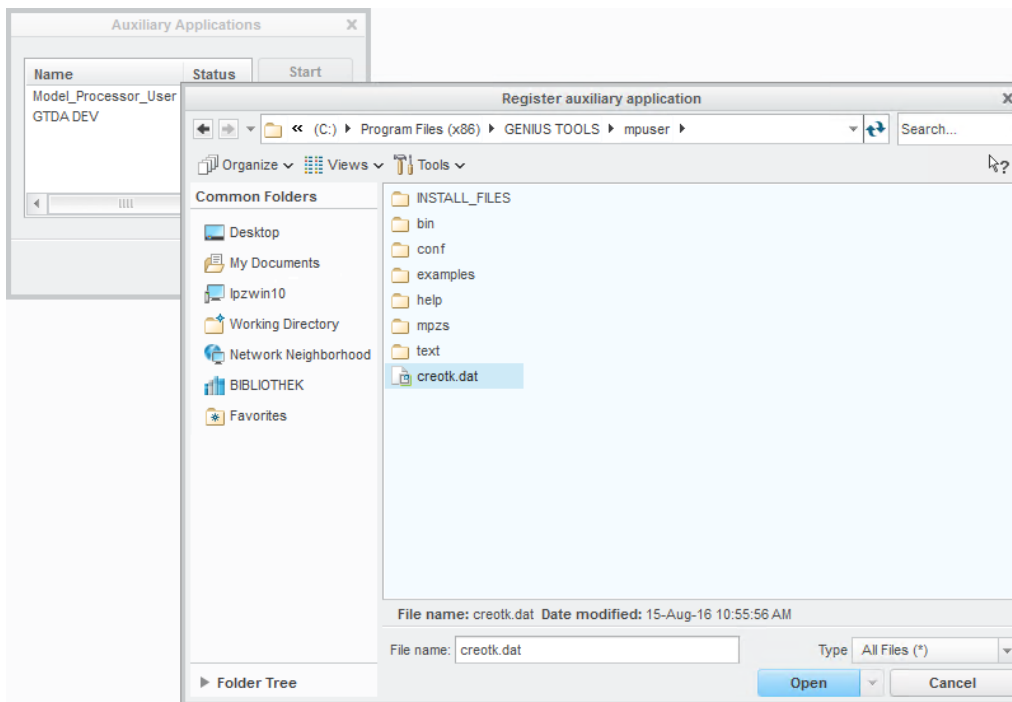 Auxiliary Applications
Name Status Start
Model_Processor_User
GTDA DEV
Register auxiliary application
« (C:) Program Files (x86) GENIUS TOOLS mpuser Search...
Organize Views Tools
Common Folders
Desktop
My Documents
lpzwin10
Working Directory
Network Neighborhood
BIBLIOTHEK
Favorites
INSTALL_FILES
bin
conf
examples
help
mpzs
text
creotk.dat
File name: creotk.dat Date modified: 15-Aug-16 10:55:56 AM
File name: creotk.dat Type All Files (*)
Folder Tree Open Cancel